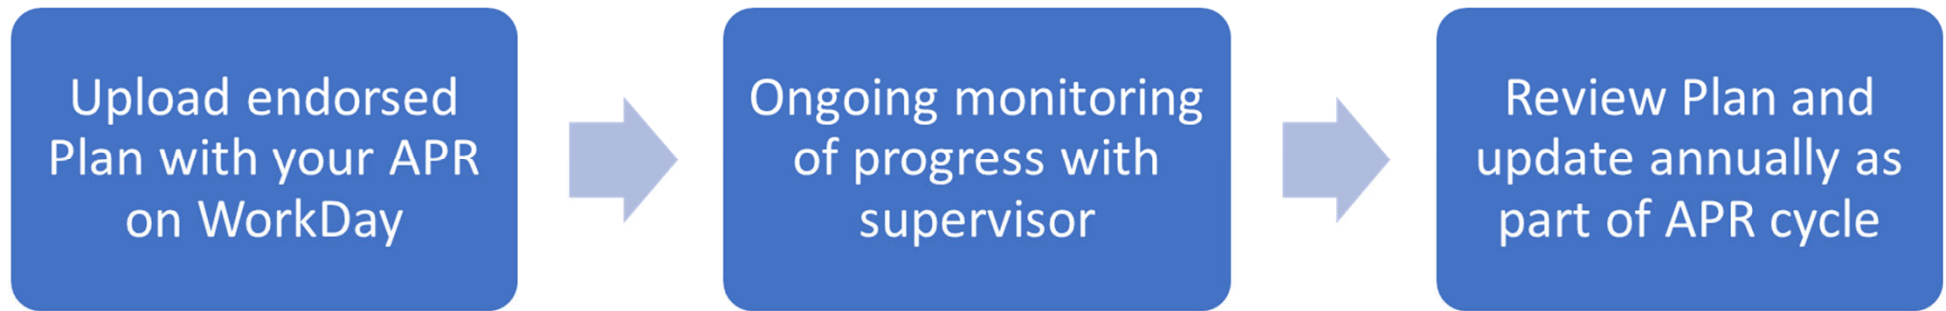 Upload endorsed
Plan with your APR
on WorkDay
Ongoing monitoring
of progress with
supervisor
Review Plan and
update annually as
part of APR cycle